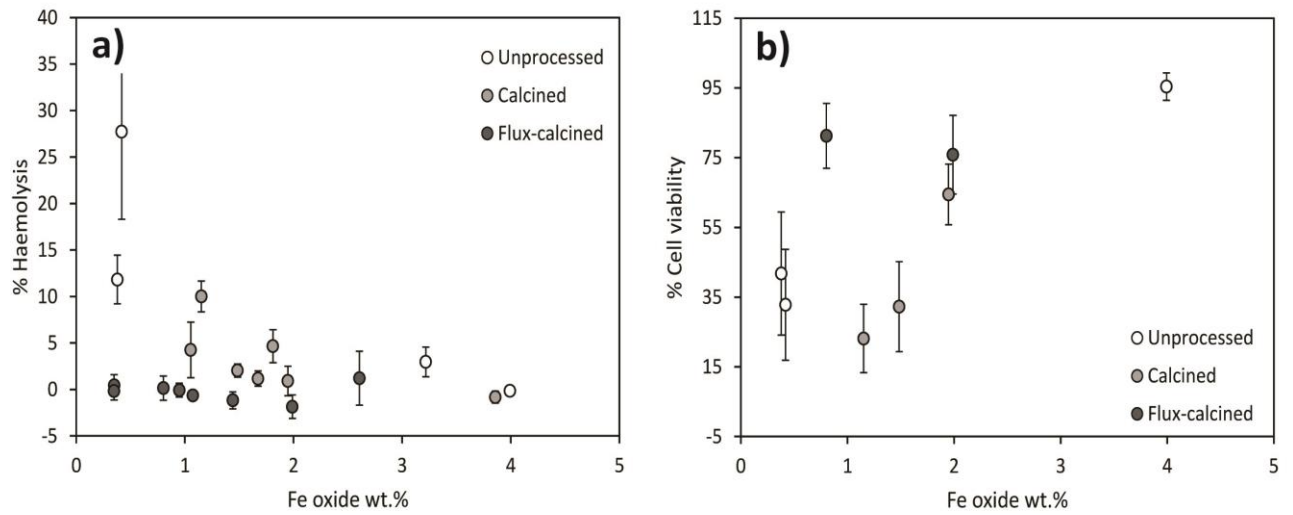 a)
% Haemolysis
40
35
30
25
20
15
10
5
0
-5
0 1 2 3 4 5
Fe oxide wt.%
Unprocessed
Calcined
Flux-calcined
b)
% Cell viability
115
95
75
55
35
15
-5
0 1 2 3 4 5
Fe oxide wt.%
Unprocessed
Calcined
Flux-calcined